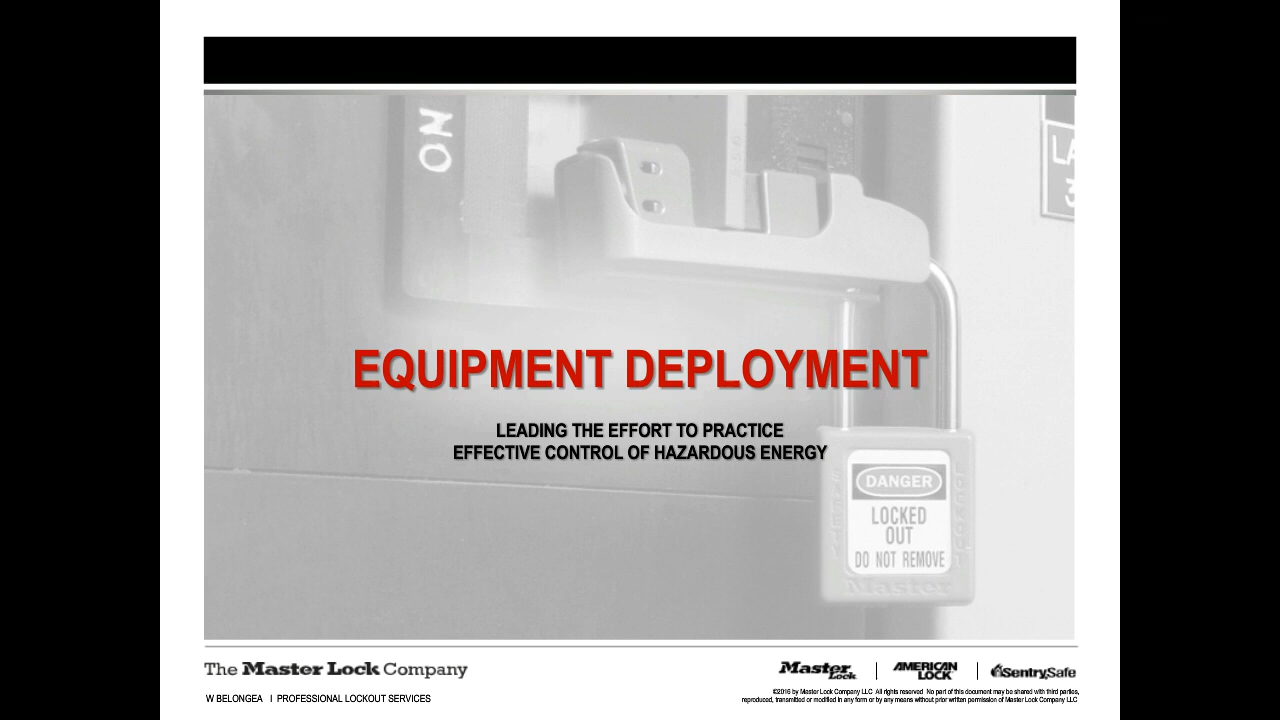 ON
LA
3
EQUIPMENT DEPLOYMENT
LEADING THE EFFORT TO PRACTICE
EFFECTIVE CONTROL OF HAZARDOUS ENERGY
DANGER
LOCKED
OUT
DO NOT REMOVE
Master
The Master Lock Company
Master Lock
AMERICAN LOCK
SentrySafe
W BELONGEA I PROFESSIONAL LOCKOUT SERVICES
©2016 by Master Lock Company LLC All rights reserved No part of this document may be shared with third parties,
reproduced, transmitted or modified in any form or by any means without prior written permission of Master Lock Company LLC